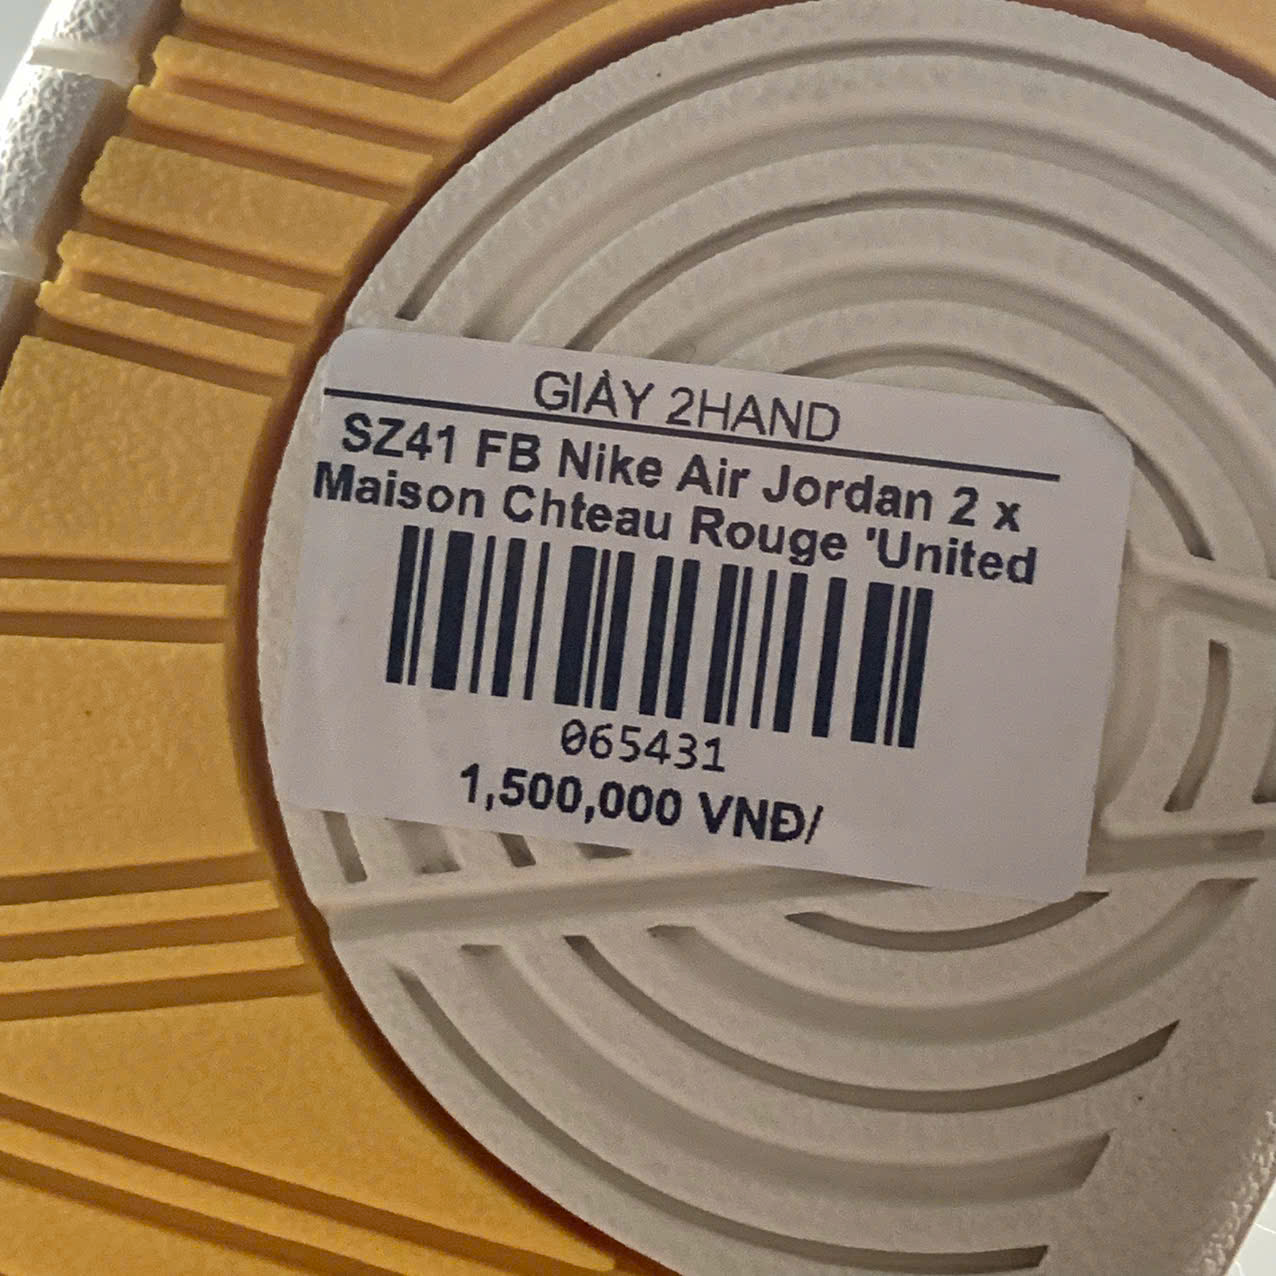 GIÀY 2HAND
SZ41 FB Nike Air Jordan 2 x
Maison Chteau Rouge 'United
065431
1,500,000 VNĐ/